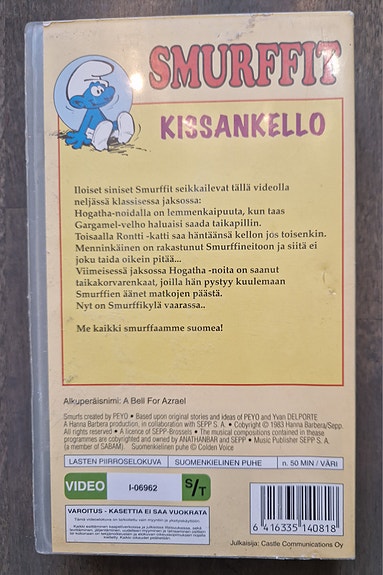 SMURFFIT
KISSANKELLO
Iloiset siniset Smurffit seikkailevat tällä videolla
neljässä klassisessa jaksossa:
Hogatha-noidalla on lemmenkaipuuta, kun taas
Gargamel-velho haluaisi saada taikapillin.
Toisaalla Rontti -katti saa häntäänsä kellon jos toisenkin.
Menninkäinen on rakastunut Smurffineitoon ja siitä ei
joku taida oikein pitää...
Viimeisessä jaksossa Hogatha -noita on saanut
taikakorvarenkaat, joilla hän pystyy kuulemaan
Smurffien äänet matkojen päästä.
Nyt on Smurffikylä vaarassa..
Me kaikki smurffaamme suomea!
Alkuperäisnimi: A Bell For Azrael
Smurfs created by PEYO • Based upon original stories and ideas of PEYO and Yvan DELPORTE
A Hanna Barbera production, in collaboration with SEPP S.A. • Copyright © 1983 Hanna Barbera/Sepp.
All rights reserved • A licence of SEPP-Brussels • The musical compositions contained in thease
programmes are copyrighted and owned by ANATHANBAR and SEPP • Music Publisher SEPP S. A.
(a member of SABAM). Suomenkielinen puhe © Golden Voice
LASTEN PIIRROSELOKUVA SUOMENKIELINEN PUHE n. 50 MIN / VÄRI
VIDEO I-06962 S/T
VAROITUS - KASETTIA EI SAA VUOKRATA
6 416335 140818
Julkaisija: Castle Communications Oy